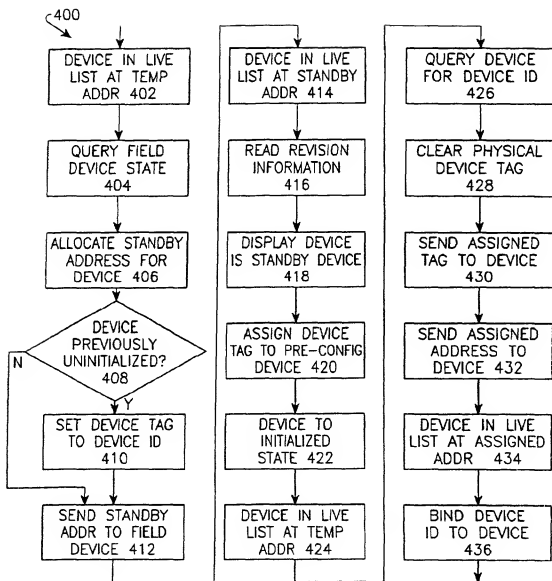 400
DEVICE IN LIVE
LIST AT TEMP
ADDR 402
QUERY FIELD
DEVICE STATE
404
ALLOCATE STANDBY
ADDRESS FOR
DEVICE 406
DEVICE
PREVIOUSLY
UNINITIALIZED?
408
N
Y
SET DEVICE TAG
TO DEVICE ID
410
SEND STANDBY
ADDR TO FIELD
DEVICE 412
DEVICE IN LIVE
LIST AT STANDBY
ADDR 414
READ REVISION
INFORMATION
416
DISPLAY DEVICE
IS STANDBY DEVICE
418
ASSIGN DEVICE
TAG TO PRE-CONFIG
DEVICE 420
DEVICE TO
INITIALIZED
STATE 422
DEVICE IN LIVE
LIST AT TEMP
ADDR 424
QUERY DEVICE
FOR DEVICE ID
426
CLEAR PHYSICAL
DEVICE TAG
428
SEND ASSIGNED
TAG TO DEVICE
430
SEND ASSIGNED
ADDRESS TO
DEVICE 432
DEVICE IN LIVE
LIST AT ASSIGNED
ADDR 434
BIND DEVICE
ID TO DEVICE
436